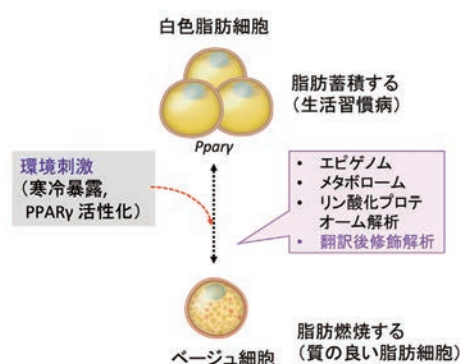 白色脂肪細胞
脂肪蓄積する
（生活習慣病）
Pparγ
環境刺激
（寒冷暴露,
PPARγ 活性化）
• エピゲノム
• メタボローム
• リン酸化プロテ
オーム解析
• 翻訳後修飾解析
脂肪燃焼する
（質の良い脂肪細胞）
ベージュ細胞